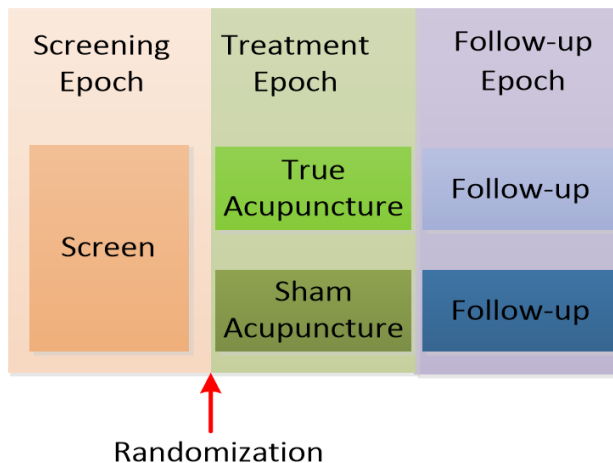 Screening
Epoch
Treatment
Epoch
Follow-up
Epoch
Screen
True
Acupuncture
Follow-up
Sham
Acupuncture
Follow-up
Randomization